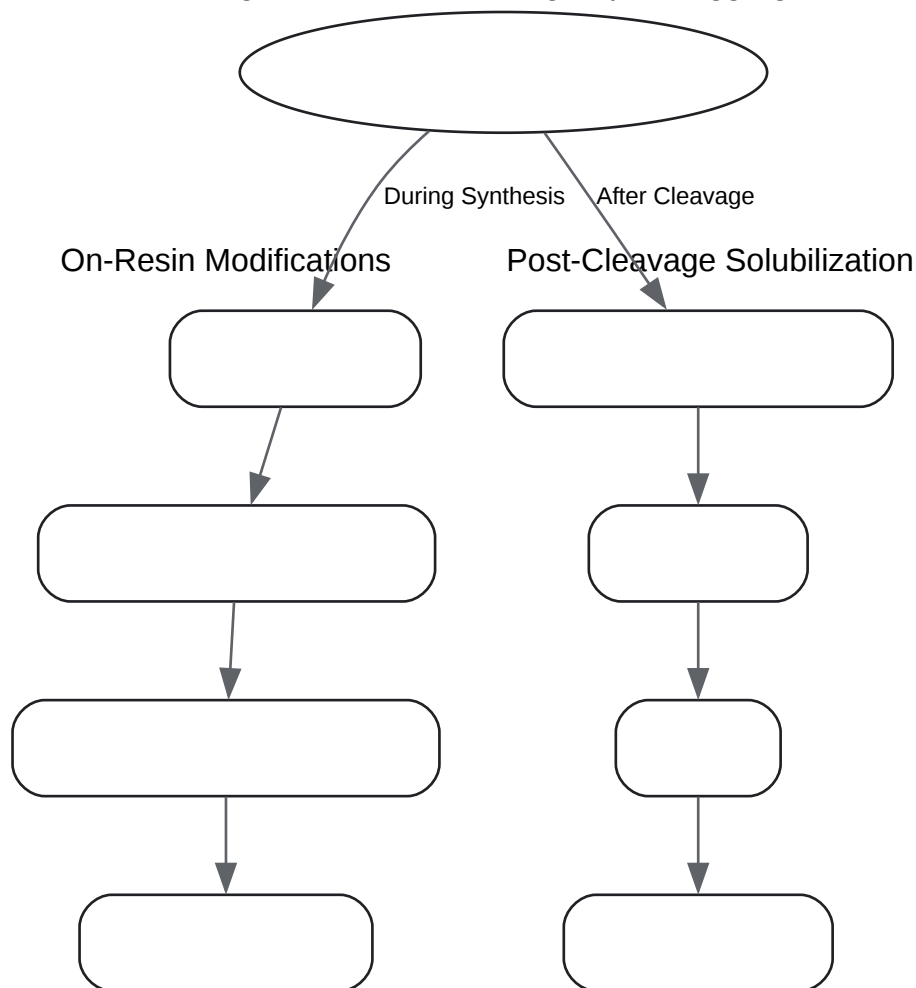 During Synthesis
After Cleavage
On-Resin Modifications
Post-Cleavage Solubilization